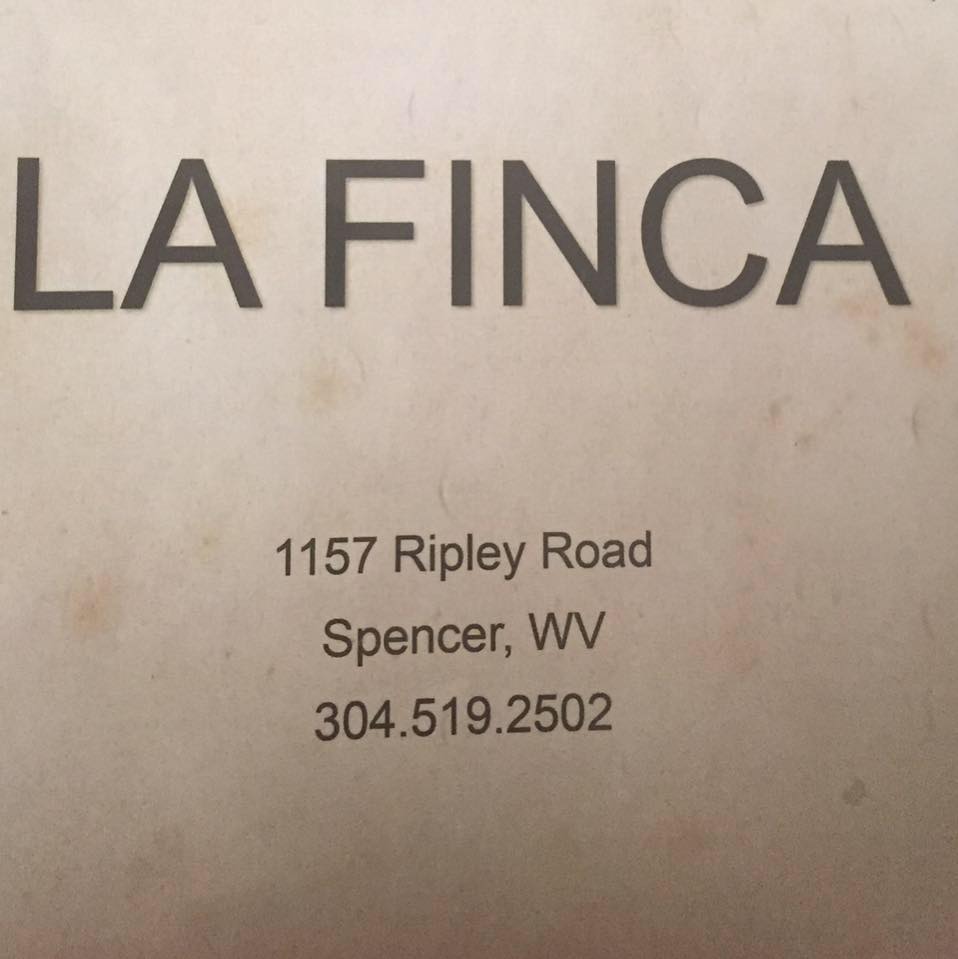 LA FINCA
1157 Ripley Road
Spencer, WV
304.519.2502